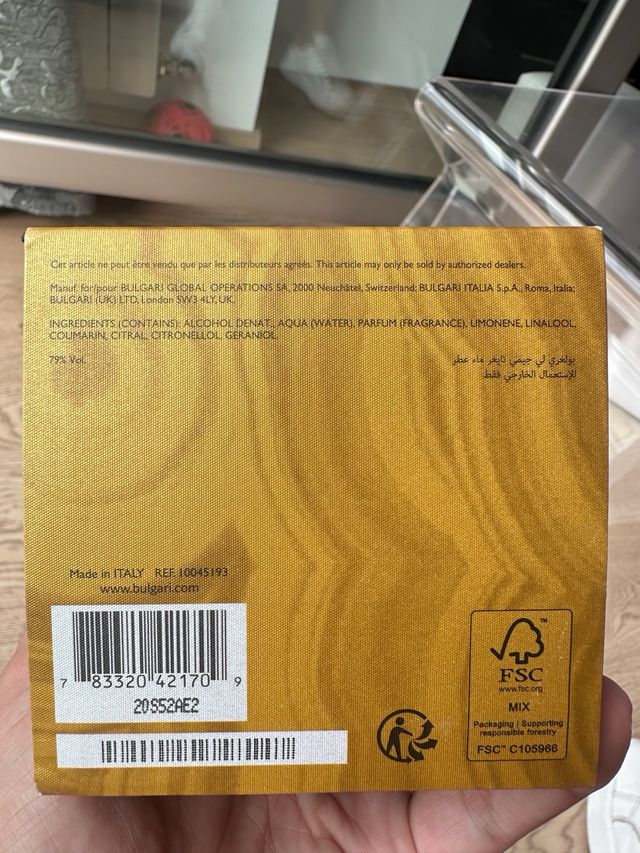 Cet article ne peut être vendu que par les distributeurs agreés. This article may only be sold by authorized dealers.
Manuf. for/pour BULGARI GLOBAL OPERATIONS SA, 2000 Neuchâtel, Switzerland; BULGARI ITALIA S.p.A., Roma, Italia;
BULGARI (UK) LTD, London SW3 4LY, UK.
INGREDIENTS (CONTAINS): ALCOHOL DENAT., AQUA (WATER), PARFUM (FRAGRANCE), LIMONENE, LINALOOL,
COUMARIN, CITRAL, CITRONELLOL, GERANIOL.
79% Vol.
بولغري لي جيمي تايغر ماء عطر
للإستعمال الخارجي فقط
Made in ITALY REF. 10045193
www.bulgari.com
7 83320 42170 9
20S52AE2
FSC
www.fsc.org
MIX
Packaging | Supporting
responsible forestry
FSC™ C105966